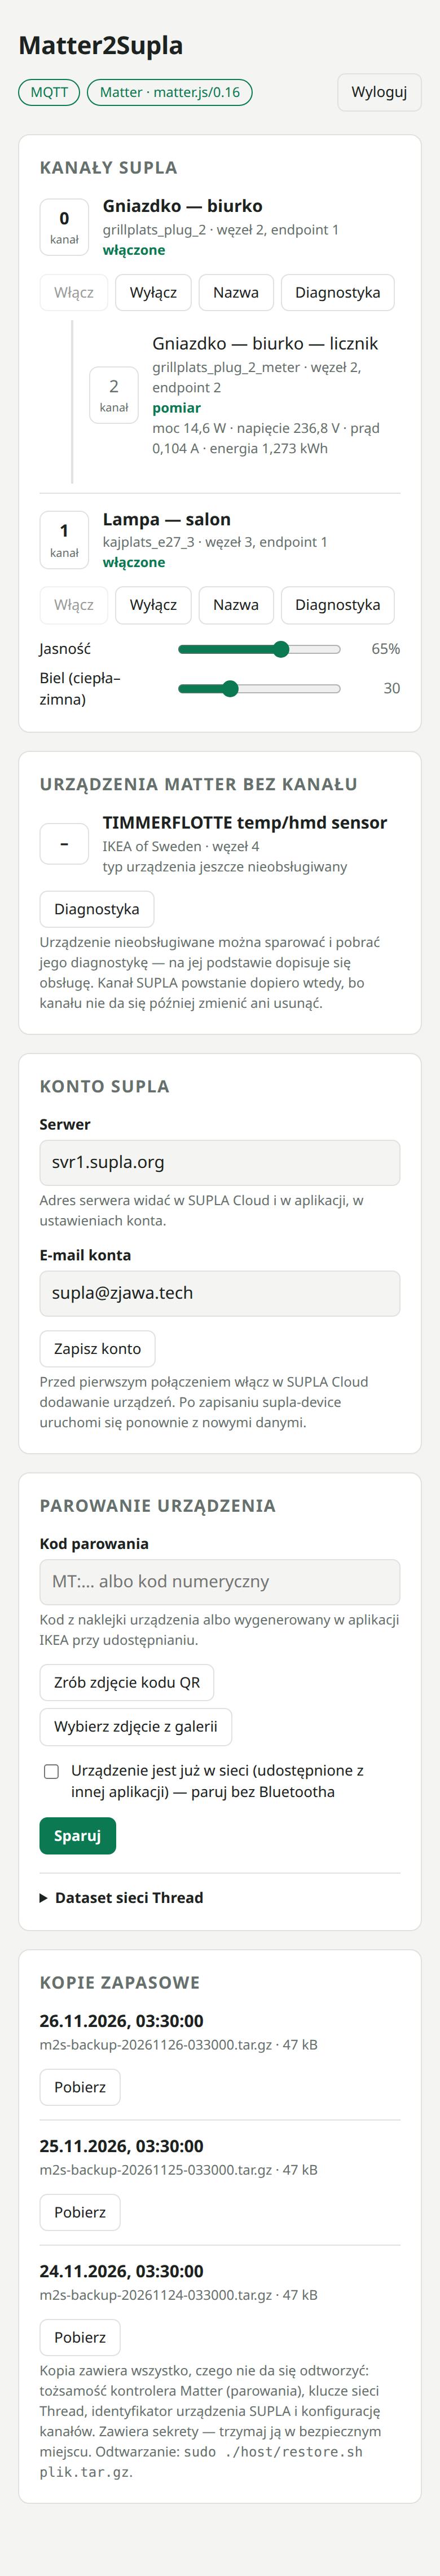 Matter2Supla
MQTT
Matter · matter.js/0.16
Wyloguj
KANAŁY SUPLA
0
kanał
Gniazdko — biurko
grillplats_plug_2 · węzeł 2, endpoint 1
włączone
Włącz
Wyłącz
Nazwa
Diagnostyka
2
kanał
Gniazdko — biurko — licznik
grillplats_plug_2_meter · węzeł 2,
endpoint 2
pomiar
moc 14,6 W · napięcie 236,8 V · prąd
0,104 A · energia 1,273 kWh
1
kanał
Lampa — salon
kajplats_e27_3 · węzeł 3, endpoint 1
włączone
Włącz
Wyłącz
Nazwa
Diagnostyka
Jasność
65%
Biel (ciepła–
zimna)
30
URZĄDZENIA MATTER BEZ KANAŁU
–
TIMMERFLOTTE temp/hmd sensor
IKEA of Sweden · węzeł 4
typ urządzenia jeszcze nieobsługiwany
Diagnostyka
Urządzenie nieobsługiwane można sparować i pobrać
jego diagnostykę — na jej podstawie dopisuje się
obsługę. Kanał SUPLA powstanie dopiero wtedy, bo
kanału nie da się później zmienić ani usunąć.
KONTO SUPLA
Serwer
svr1.supla.org
Adres serwera widać w SUPLA Cloud i w aplikacji, w
ustawieniach konta.
E-mail konta
supla@zjawa.tech
Zapisz konto
Przed pierwszym połączeniem włącz w SUPLA Cloud
dodawanie urządzeń. Po zapisaniu supla-device
uruchomi się ponownie z nowymi danymi.
PAROWANIE URZĄDZENIA
Kod parowania
MT:... albo kod numeryczny
Kod z naklejki urządzenia albo wygenerowany w aplikacji
IKEA przy udostępnianiu.
Zrób zdjęcie kodu QR
Wybierz zdjęcie z galerii
Urządzenie jest już w sieci (udostępnione z
innej aplikacji) — paruj bez Bluetootha
Sparuj
Dataset sieci Thread
KOPIE ZAPASOWE
26.11.2026, 03:30:00
m2s-backup-20261126-033000.tar.gz · 47 kB
Pobierz
25.11.2026, 03:30:00
m2s-backup-20261125-033000.tar.gz · 47 kB
Pobierz
24.11.2026, 03:30:00
m2s-backup-20261124-033000.tar.gz · 47 kB
Pobierz
Kopia zawiera wszystko, czego nie da się odtworzyć:
tożsamość kontrolera Matter (parowania), klucze sieci
Thread, identyfikator urządzenia SUPLA i konfigurację
kanałów. Zawiera sekrety — trzymaj ją w bezpiecznym
miejscu. Odtwarzanie: sudo ./host/restore.sh
plik.tar.gz.